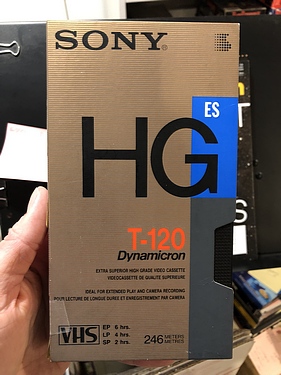 SONY®
ES
HG
T-120
Dynamicron
EXTRA SUPERIOR HIGH GRADE VIDEO CASSETTE
VIDEOCASSETTE DE QUALITE SUPERIEURE
IDEAL FOR EXTENDED PLAY AND CAMERA RECORDING
POUR LECTURE DE LONGUE DUREE ET ENREGISTREMENT PAR CAMERA
VHS
EP 6 hrs.
LP 4 hrs.
SP 2 hrs.
246 METERS
METRES
S